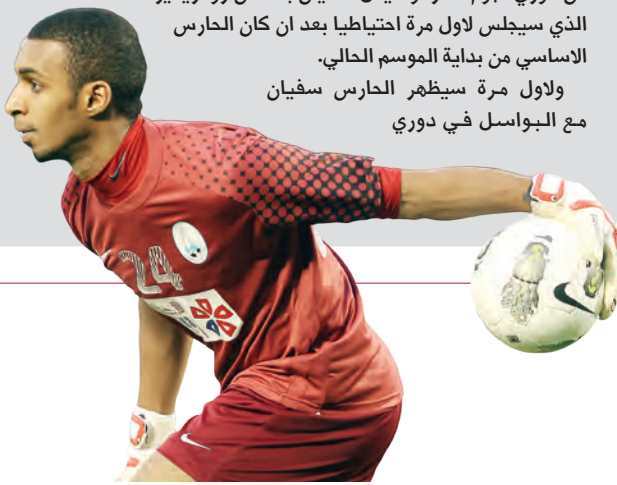 الذي سيجلس لاول مرة احتياطيا بعد ان كان الحارس
الاساسي من بداية الموسم الحالي.
ولاول مرة سيظهر الحارس سفيان
مع البواسل في دوري
24